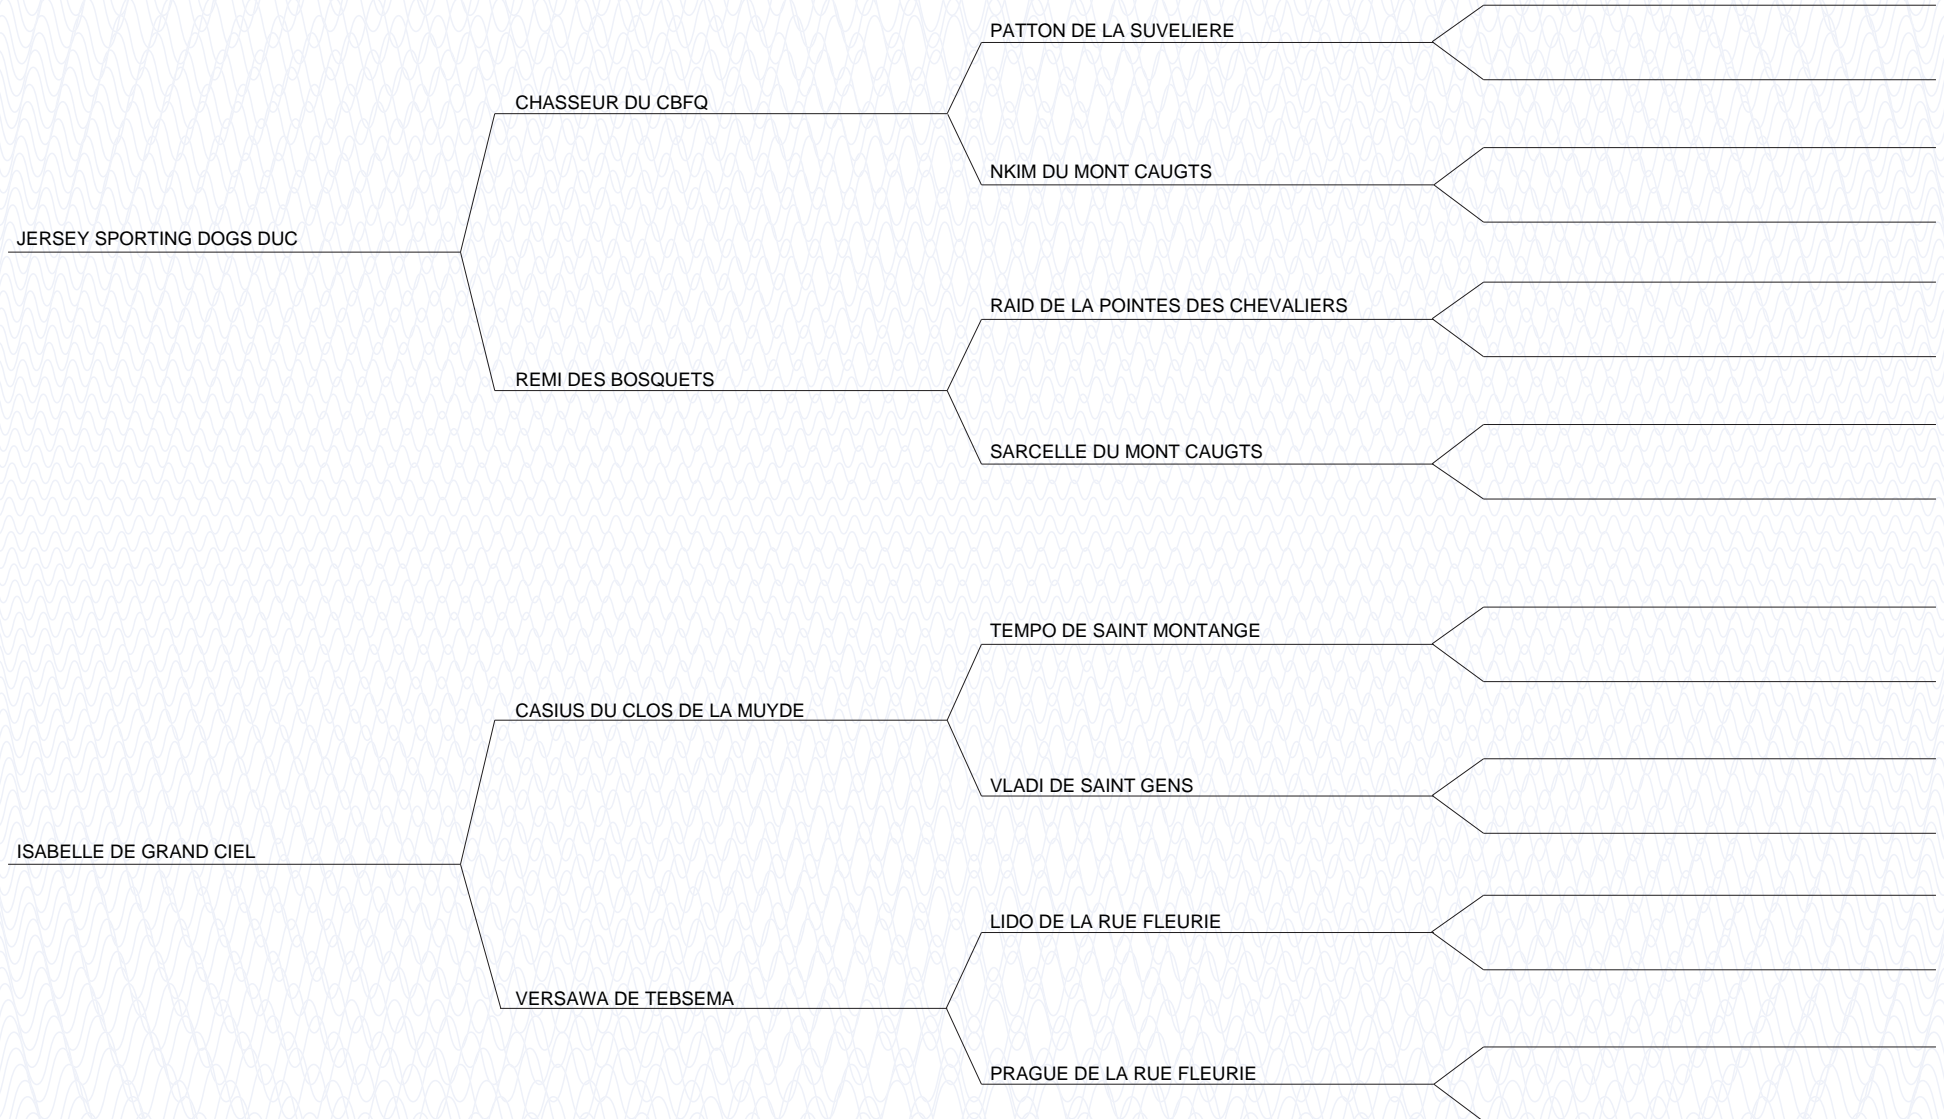 PATTON DE LA SUVELIERE
CHASSEUR DU CBFQ
NKIM DU MONT CAUGTS
JERSEY SPORTING DOGS DUC
RAID DE LA POINTES DES CHEVALIERS
REMI DES BOSQUETS
SARCELLE DU MONT CAUGTS
TEMPO DE SAINT MONTANGE
CASIUS DU CLOS DE LA MUYDE
VLADI DE SAINT GENS
ISABELLE DE GRAND CIEL
LIDO DE LA RUE FLEURIE
VERSAWA DE TEBSEMA
PRAGUE DE LA RUE FLEURIE